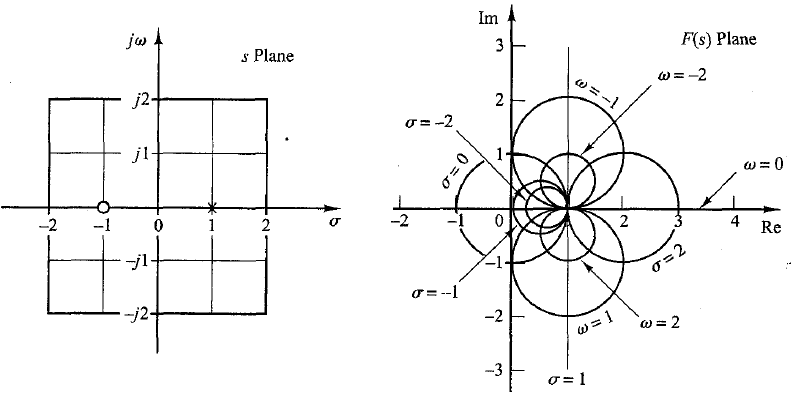 jω
s Plane
j2
j1
-2
-1
0
1
2
σ
-j1
-j2
Im
F(s) Plane
3
ω = -1
ω = -2
2
σ = -2
1
σ = 0
ω = 0
-2
-1
0
2
3
4
Re
-1
σ = 2
σ = -1
-2
ω = 1
ω = 2
-3
σ = 1